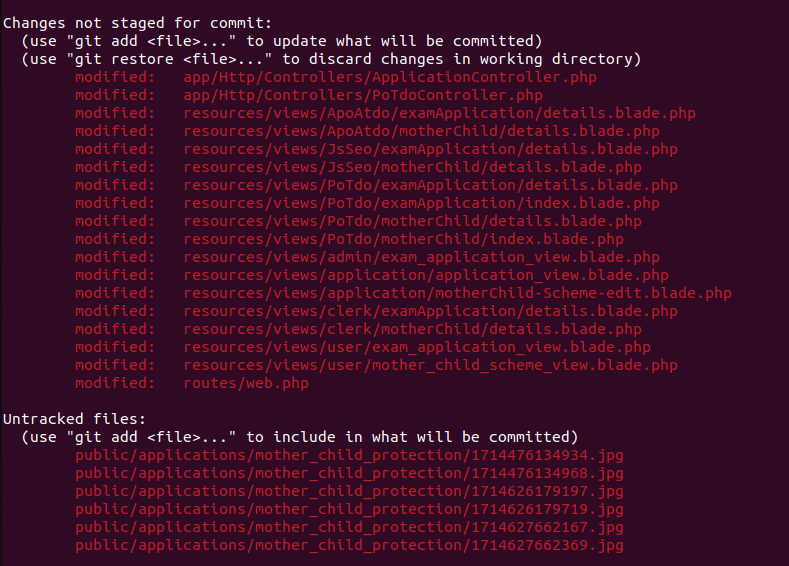 Changes not staged for commit:
  (use "git add <file>..." to update what will be committed)
  (use "git restore <file>..." to discard changes in working directory)
        modified:   app/Http/Controllers/ApplicationController.php
        modified:   app/Http/Controllers/PoTdoController.php
        modified:   resources/views/ApoAtdo/examApplication/details.blade.php
        modified:   resources/views/ApoAtdo/motherChild/details.blade.php
        modified:   resources/views/JsSeo/examApplication/details.blade.php
        modified:   resources/views/JsSeo/motherChild/details.blade.php
        modified:   resources/views/PoTdo/examApplication/details.blade.php
        modified:   resources/views/PoTdo/examApplication/index.blade.php
        modified:   resources/views/PoTdo/motherChild/details.blade.php
        modified:   resources/views/PoTdo/motherChild/index.blade.php
        modified:   resources/views/admin/exam_application_view.blade.php
        modified:   resources/views/application/application_view.blade.php
        modified:   resources/views/application/motherChild-Scheme-edit.blade.php
        modified:   resources/views/clerk/examApplication/details.blade.php
        modified:   resources/views/clerk/motherChild/details.blade.php
        modified:   resources/views/user/exam_application_view.blade.php
        modified:   resources/views/user/mother_child_scheme_view.blade.php
        modified:   routes/web.php

Untracked files:
  (use "git add <file>..." to include in what will be committed)
        public/applications/mother_child_protection/1714476134934.jpg
        public/applications/mother_child_protection/1714476134968.jpg
        public/applications/mother_child_protection/1714626179197.jpg
        public/applications/mother_child_protection/1714626179719.jpg
        public/applications/mother_child_protection/1714627662167.jpg
        public/applications/mother_child_protection/1714627662369.jpg